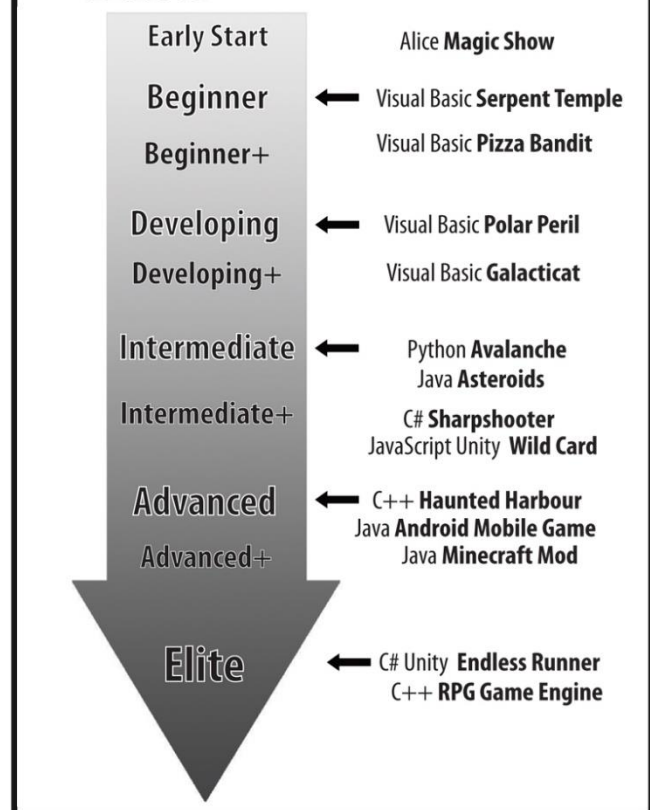 Early Start Alice Magic Show
Beginner Visual Basic Serpent Temple
Beginner+ Visual Basic Pizza Bandit
Developing Visual Basic Polar Peril
Developing+ Visual Basic Galacticat
Intermediate Python Avalanche
Java Asteroids
Intermediate+ C# Sharpshooter
JavaScript Unity Wild Card
Advanced C++ Haunted Harbour
Java Android Mobile Game
Advanced+ Java Minecraft Mod
Elite C# Unity Endless Runner
C++ RPG Game Engine